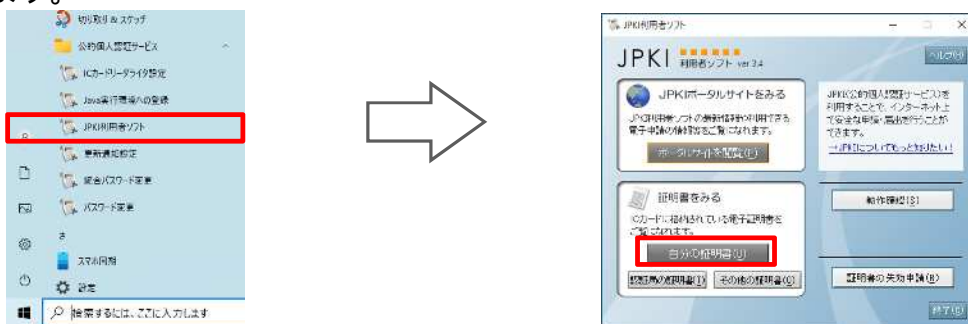 ます。
切り取り & スケッチ
公的個人認証サービス
ICカードリーダライタ設定
Java実行環境への登録
JPKI利用者ソフト
更新通知設定
統合パスワード変更
パスワード変更
さ
スマホ同期
設定
検索するには、ここに入力します
JPKI利用者ソフト
JPKI 利用者ソフト ver 3.4
ヘルプ(H)
JPKIポータルサイトをみる
JPKI利用者ソフトの最新情報や利用できる
電子申請の情報等をご覧になれます。
ポータルサイトを閲覧(P)
JPKI(公的個人認証サービス)を
利用することで、インターネット上
で安全な申請・届出を行うことが
できます。
→JPKIについてもっと知りたい!
証明書をみる
ICカードに格納されている電子証明書を
ご覧になれます。
自分の証明書(U)
認証局の証明書(T)
その他の証明書(C)
動作確認(S)
証明書の失効申請(R)
終了(E)